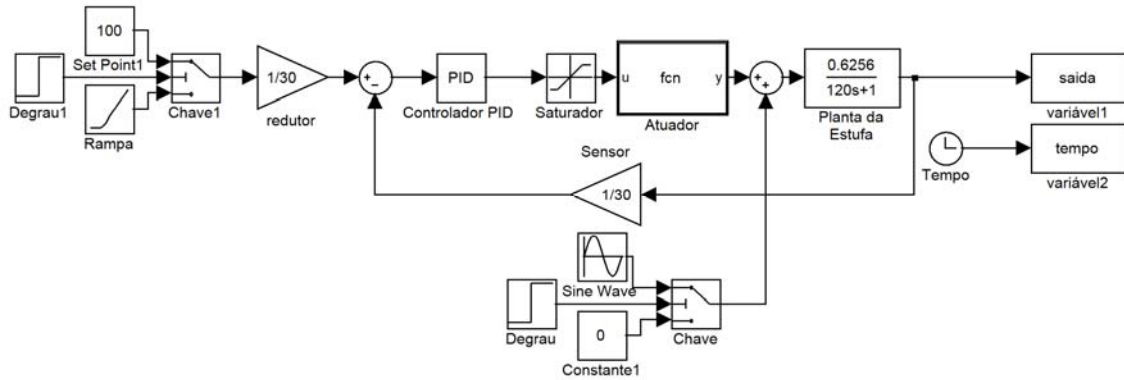 100
Set Point1
Degrau1
Rampa
Chave1
1/30
redutor
PID
Controlador PID
Saturador
u
fcn
y
Atuador
0.6256
120s+1
Planta da
Estufa
saida
variável1
Tempo
tempo
variável2
Sensor
1/30
Sine Wave
Degrau
0
Constante1
Chave